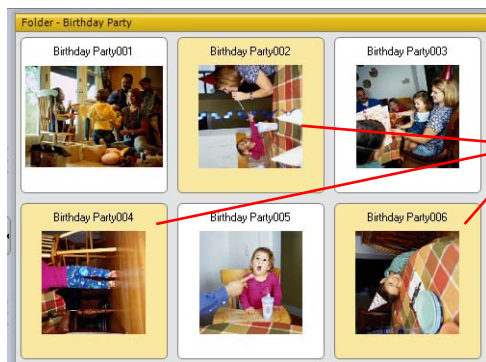 Folder - Birthday Party
Birthday Party001
Birthday Party002
Birthday Party003
Birthday Party004
Birthday Party005
Birthday Party006